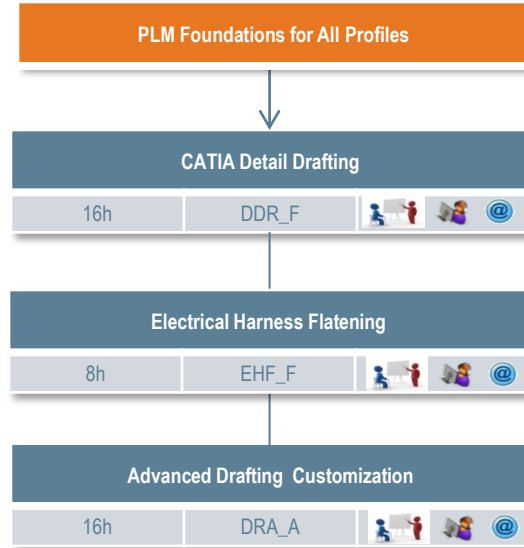 PLM Foundations for All Profiles
CATIA Detail Drafting
16h DDR_F @
Electrical Harness Flatening
8h EHF_F @
Advanced Drafting Customization
16h DRA_A @